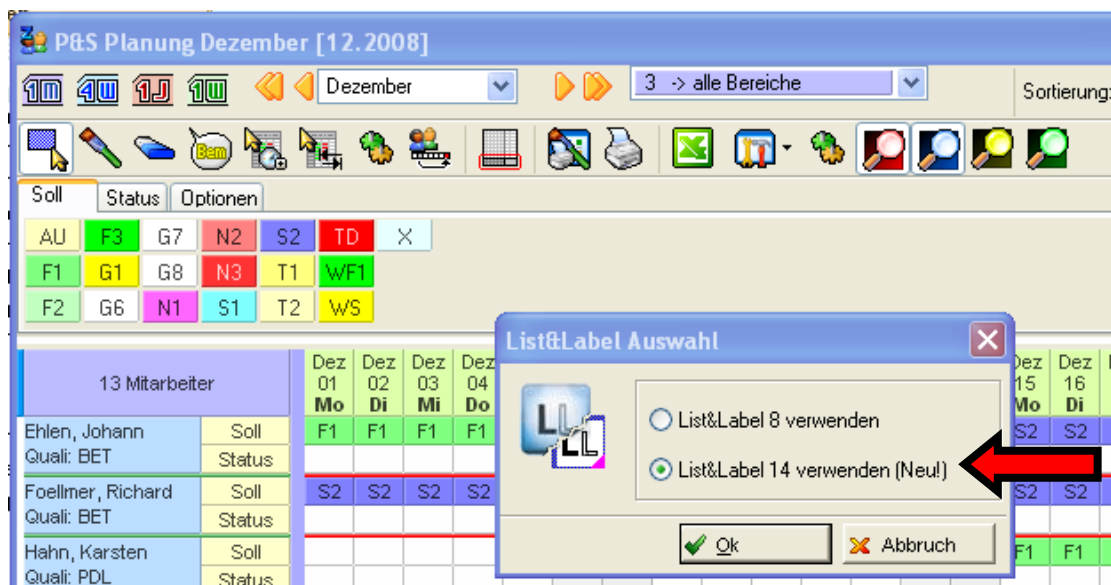 P&S Planung Dezember [12.2008]
1m 4W 1J 1W Dezember 3 -> alle Bereiche Sortierung:
Bem
Soll Status Optionen
AU F3 G7 N2 S2 TD X
F1 G1 G8 N3 T1 WF1
F2 G6 N1 S1 T2 WS
List&Label Auswahl
13 Mitarbeiter
Dez Dez Dez Dez Dez Dez
01 02 03 04 15 16
Mo Di Mi Do Mo Di
LL
LL
List&Label 8 verwenden
List&Label 14 verwenden (Neu!)
Ehlen, Johann Soll F1 F1 F1 F1 S2 S2
Quali: BET Status
Foellmer, Richard Soll S2 S2 S2 S2 S2 S2
Quali: BET Status
Hahn, Karsten Soll F1 F1
Quali: PDL Status
Ok Abbruch